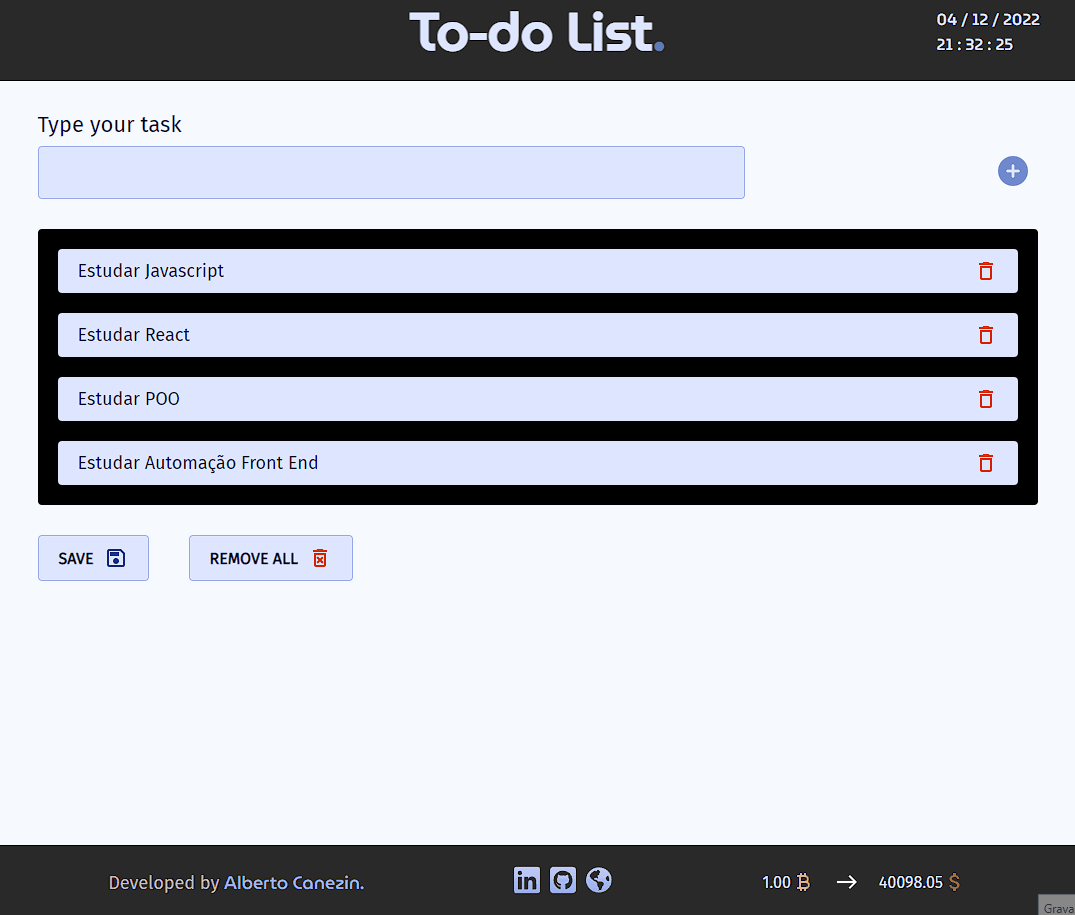 To-do List.
04 / 12 / 2022
21 : 32 : 25
Type your task
Estudar Javascript
Estudar React
Estudar POO
Estudar Automação Front End
SAVE
REMOVE ALL
Developed by Alberto Canezin.
in
1.00 ₿ → 40098.05 $
Grava